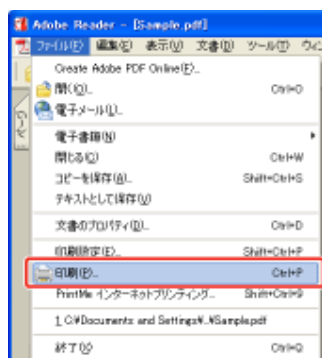 Adobe Reader - [Sample.pdf]
ファイル(F) 編集(E) 表示(V) 文書(D) ツール(T) ウィ
Create Adobe PDF Online(F)...
開く(O)... Ctrl+O
電子メール(L)...
電子書籍(N)
閉じる(C) Ctrl+W
コピーを保存(A)... Shift+Ctrl+S
テキストとして保存(V)
文書のプロパティ(D)... Ctrl+D
印刷設定(E)... Shift+Ctrl+P
印刷(P)... Ctrl+P
PrintMe インターネットプリンティング... Shift+Ctrl+9
1 C:¥Documents and Settings¥..¥Sample.pdf
終了(X) Ctrl+Q